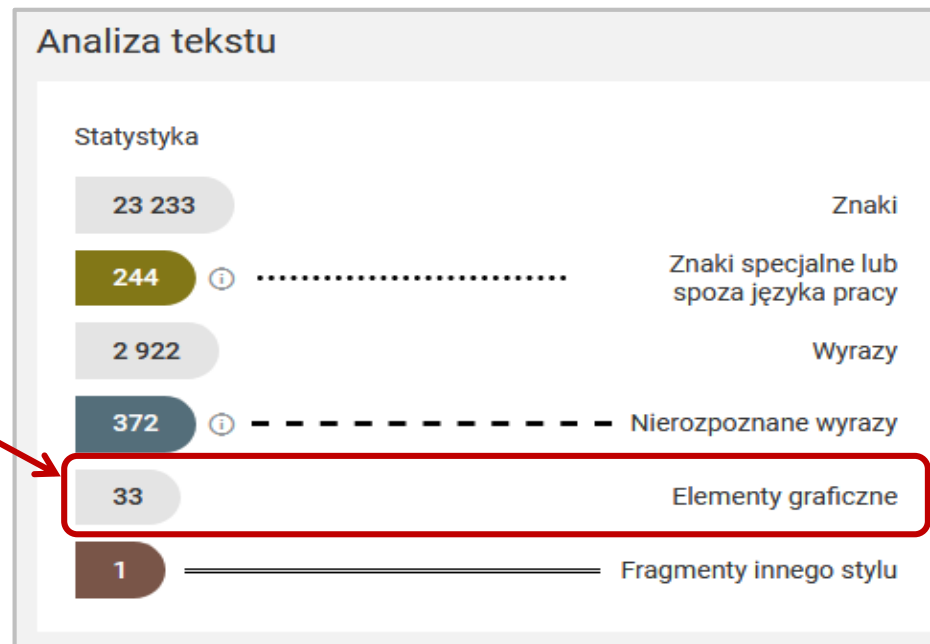 Analiza tekstu
Statystyka
23 233 Znaki
244 Znaki specjalne lub
spoza języka pracy
2 922 Wyrazy
372 Nierozpoznane wyrazy
33 Elementy graficzne
1 Fragmenty innego stylu